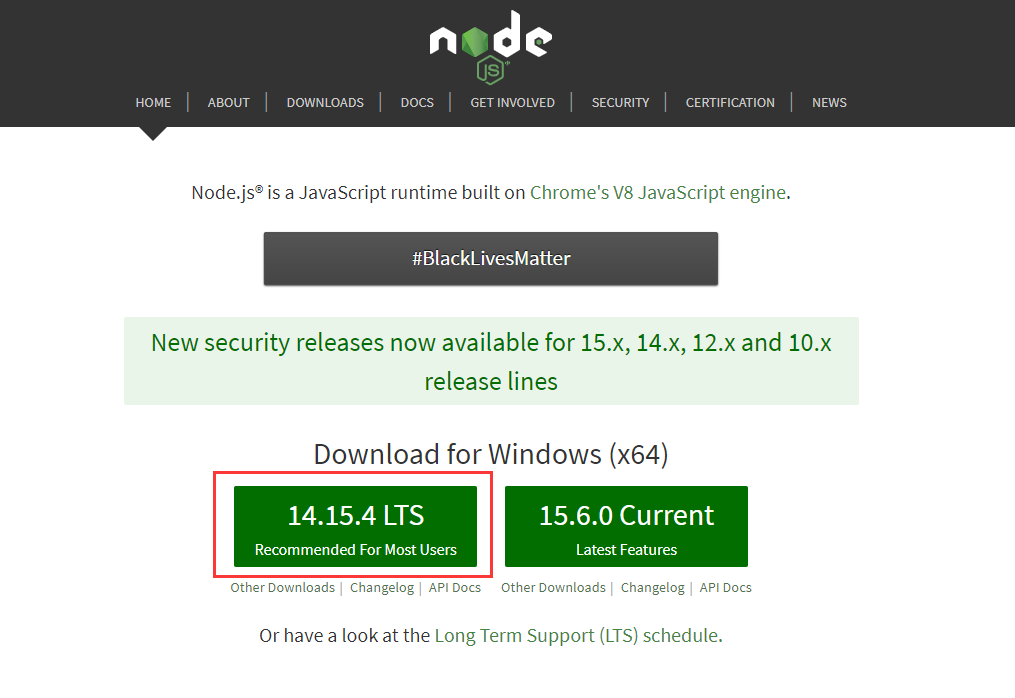 node
JS
HOME | ABOUT | DOWNLOADS | DOCS | GET INVOLVED | SECURITY | CERTIFICATION | NEWS
Node.js® is a JavaScript runtime built on Chrome's V8 JavaScript engine.
#BlackLivesMatter
New security releases now available for 15.x, 14.x, 12.x and 10.x
release lines
Download for Windows (x64)
14.15.4 LTS
Recommended For Most Users
Other Downloads | Changelog | API Docs
15.6.0 Current
Latest Features
Other Downloads | Changelog | API Docs
Or have a look at the Long Term Support (LTS) schedule.